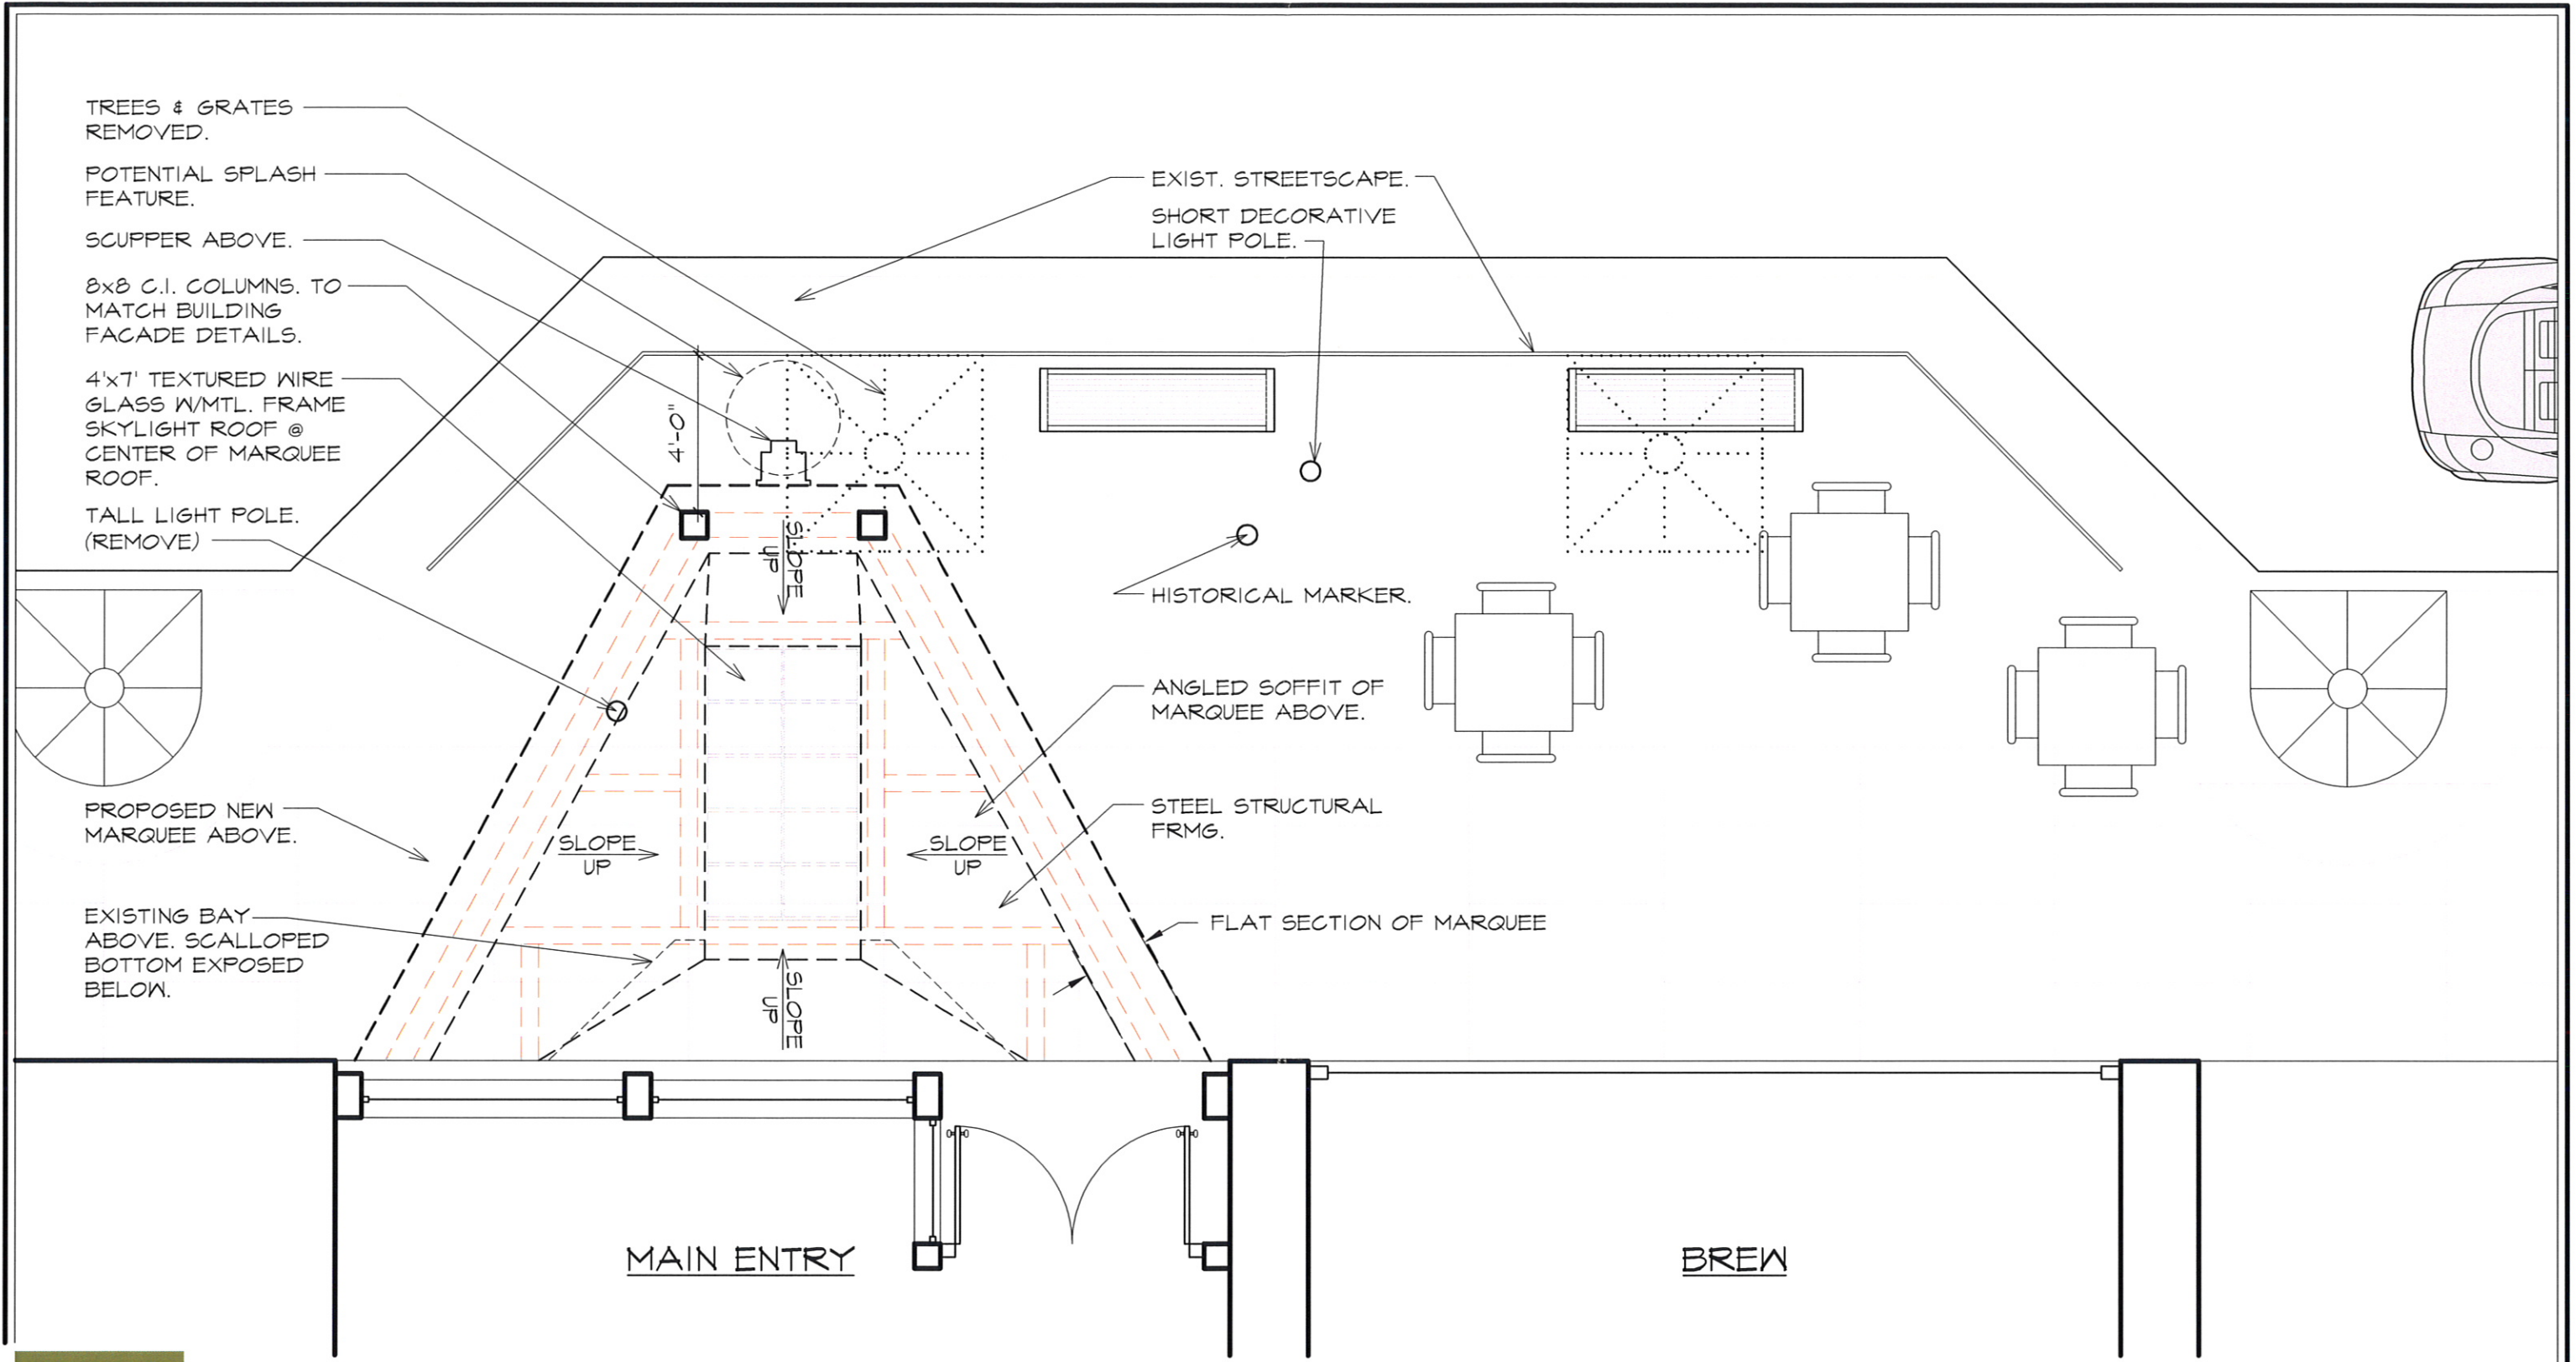 TREES & GRATES
REMOVED.
POTENTIAL SPLASH
FEATURE.
SCUPPER ABOVE.
8x8 C.I. COLUMNS. TO
MATCH BUILDING
FACADE DETAILS.
4'x7' TEXTURED WIRE
GLASS W/MTL. FRAME
SKYLIGHT ROOF @
CENTER OF MARQUEE
ROOF.
TALL LIGHT POLE.
(REMOVE)
PROPOSED NEW
MARQUEE ABOVE.
EXISTING BAY
ABOVE. SCALLOPED
BOTTOM EXPOSED
BELOW.
4'-0"
SLOPE
UP
SLOPE
UP
SLOPE
UP
SLOPE
UP
EXIST. STREETSCAPE.
SHORT DECORATIVE
LIGHT POLE.
HISTORICAL MARKER.
ANGLED SOFFIT OF
MARQUEE ABOVE.
STEEL STRUCTURAL
FRMG.
FLAT SECTION OF MARQUEE
MAIN ENTRY
BREW